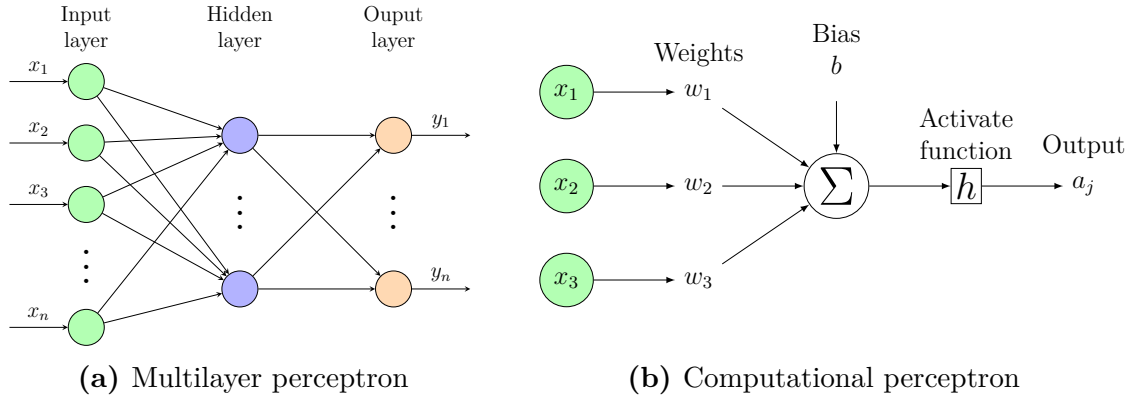 Input
layer
Hidden
layer
Ouput
layer
x₁
x₂
x₃
xₙ
y₁
yₙ
(a) Multilayer perceptron
Weights
Bias
b
x₁
w₁
x₂
w₂
x₃
w₃
Σ
Activate
function
h
Output
aⱼ
(b) Computational perceptron